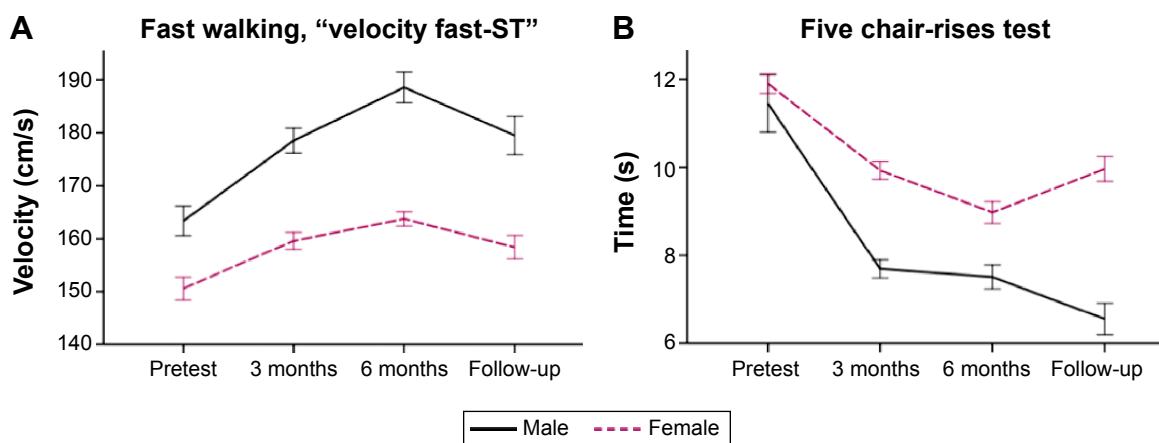 A Fast walking, “velocity fast-ST”
Velocity (cm/s)
190
180
170
160
150
140
Pretest 3 months 6 months Follow-up
B Five chair-rises test
Time (s)
12
10
8
6
Pretest 3 months 6 months Follow-up
Male Female